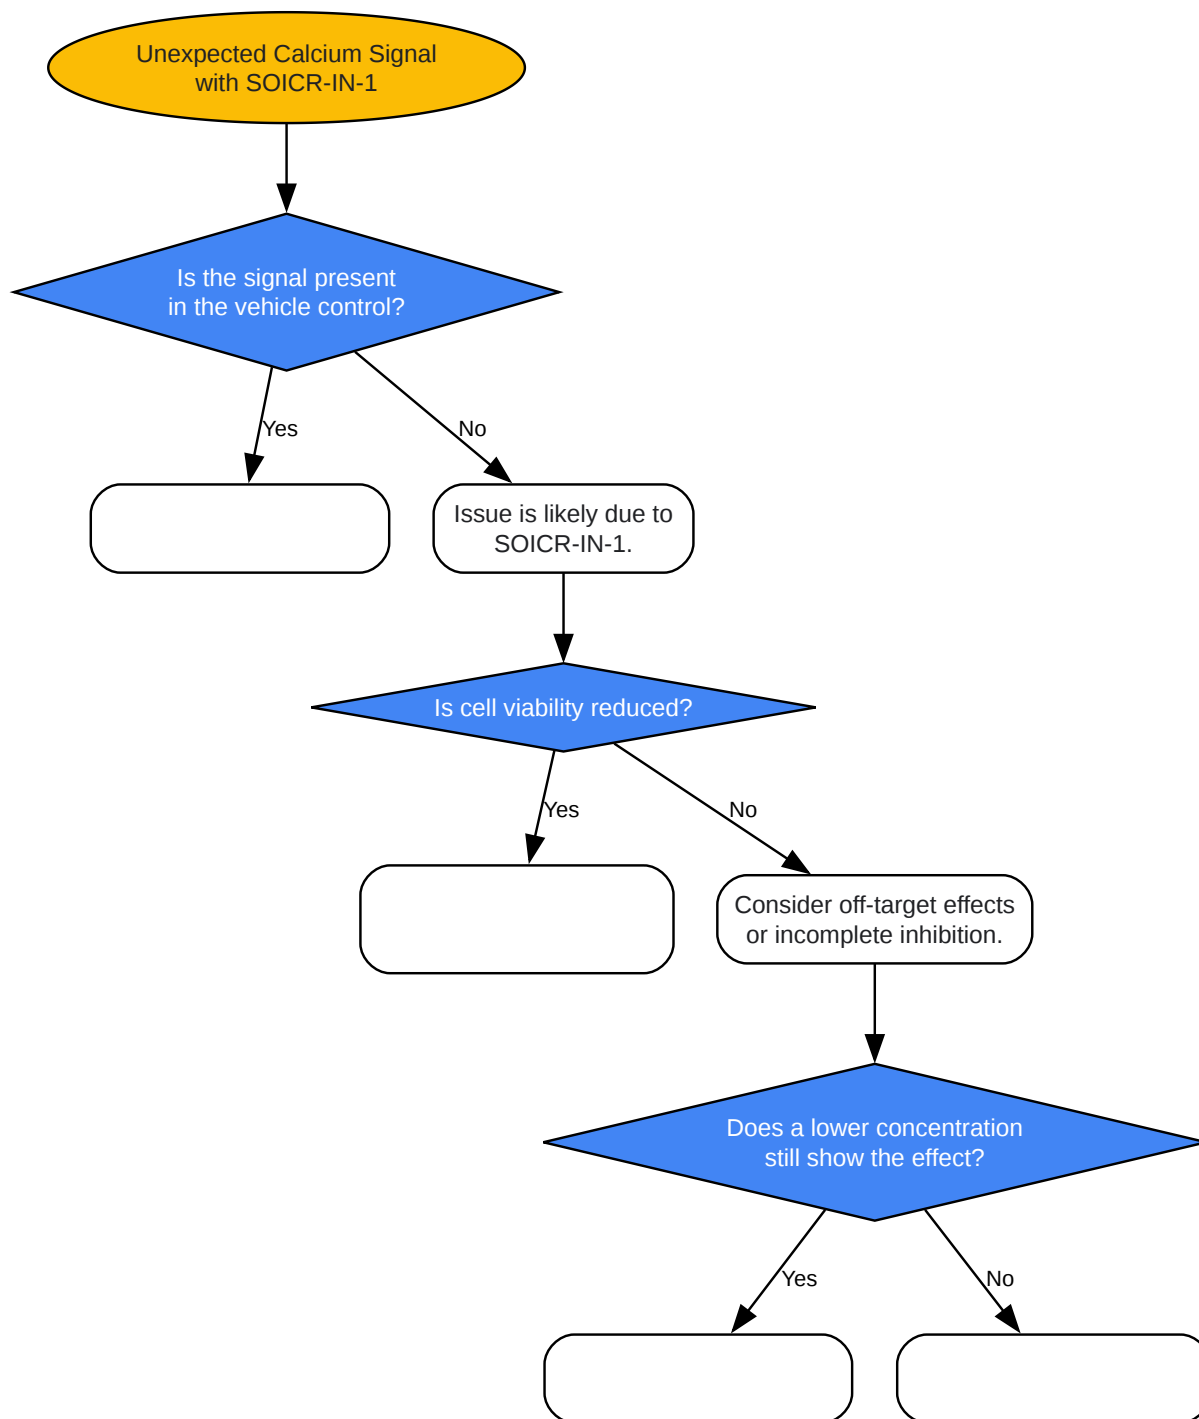 Unexpected Calcium Signal
with SOICR-IN-1
Is the signal present
in the vehicle control?
Yes
No
Issue is likely due to
SOICR-IN-1.
Is cell viability reduced?
Yes
No
Consider off-target effects
or incomplete inhibition.
Does a lower concentration
still show the effect?
Yes
No